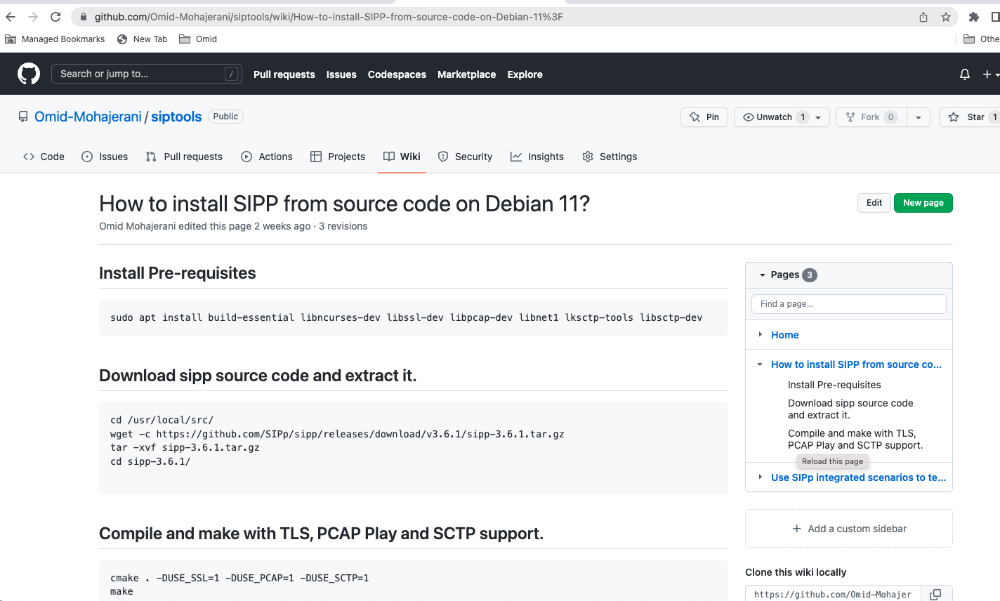 github.com/Omid-Mohajerani/siptools/wiki/How-to-install-SIPP-from-source-code-on-Debian-11%3F
Managed Bookmarks New Tab Omid Othe
Search or jump to... / Pull requests Issues Codespaces Marketplace Explore
Omid-Mohajerani / siptools Public Pin Unwatch 1 Fork 0 Star 1
Code Issues Pull requests Actions Projects Wiki Security Insights Settings
How to install SIPP from source code on Debian 11?
Edit New page
Omid Mohajerani edited this page 2 weeks ago · 3 revisions
Install Pre-requisites
sudo apt install build-essential libncurses-dev libssl-dev libpcap-dev libnet1 lksctp-tools libsctp-dev
Download sipp source code and extract it.
cd /usr/local/src/
wget -c https://github.com/SIPp/sipp/releases/download/v3.6.1/sipp-3.6.1.tar.gz
tar -xvf sipp-3.6.1.tar.gz
cd sipp-3.6.1/
Compile and make with TLS, PCAP Play and SCTP support.
cmake . -DUSE_SSL=1 -DUSE_PCAP=1 -DUSE_SCTP=1
make
Pages 3
Find a page...
Home
How to install SIPP from source co...
Install Pre-requisites
Download sipp source code
and extract it.
Compile and make with TLS,
PCAP Play and SCTP support.
Reload this page
Use SIPp integrated scenarios to te...
+ Add a custom sidebar
Clone this wiki locally
https://github.com/Omid-Mohajer